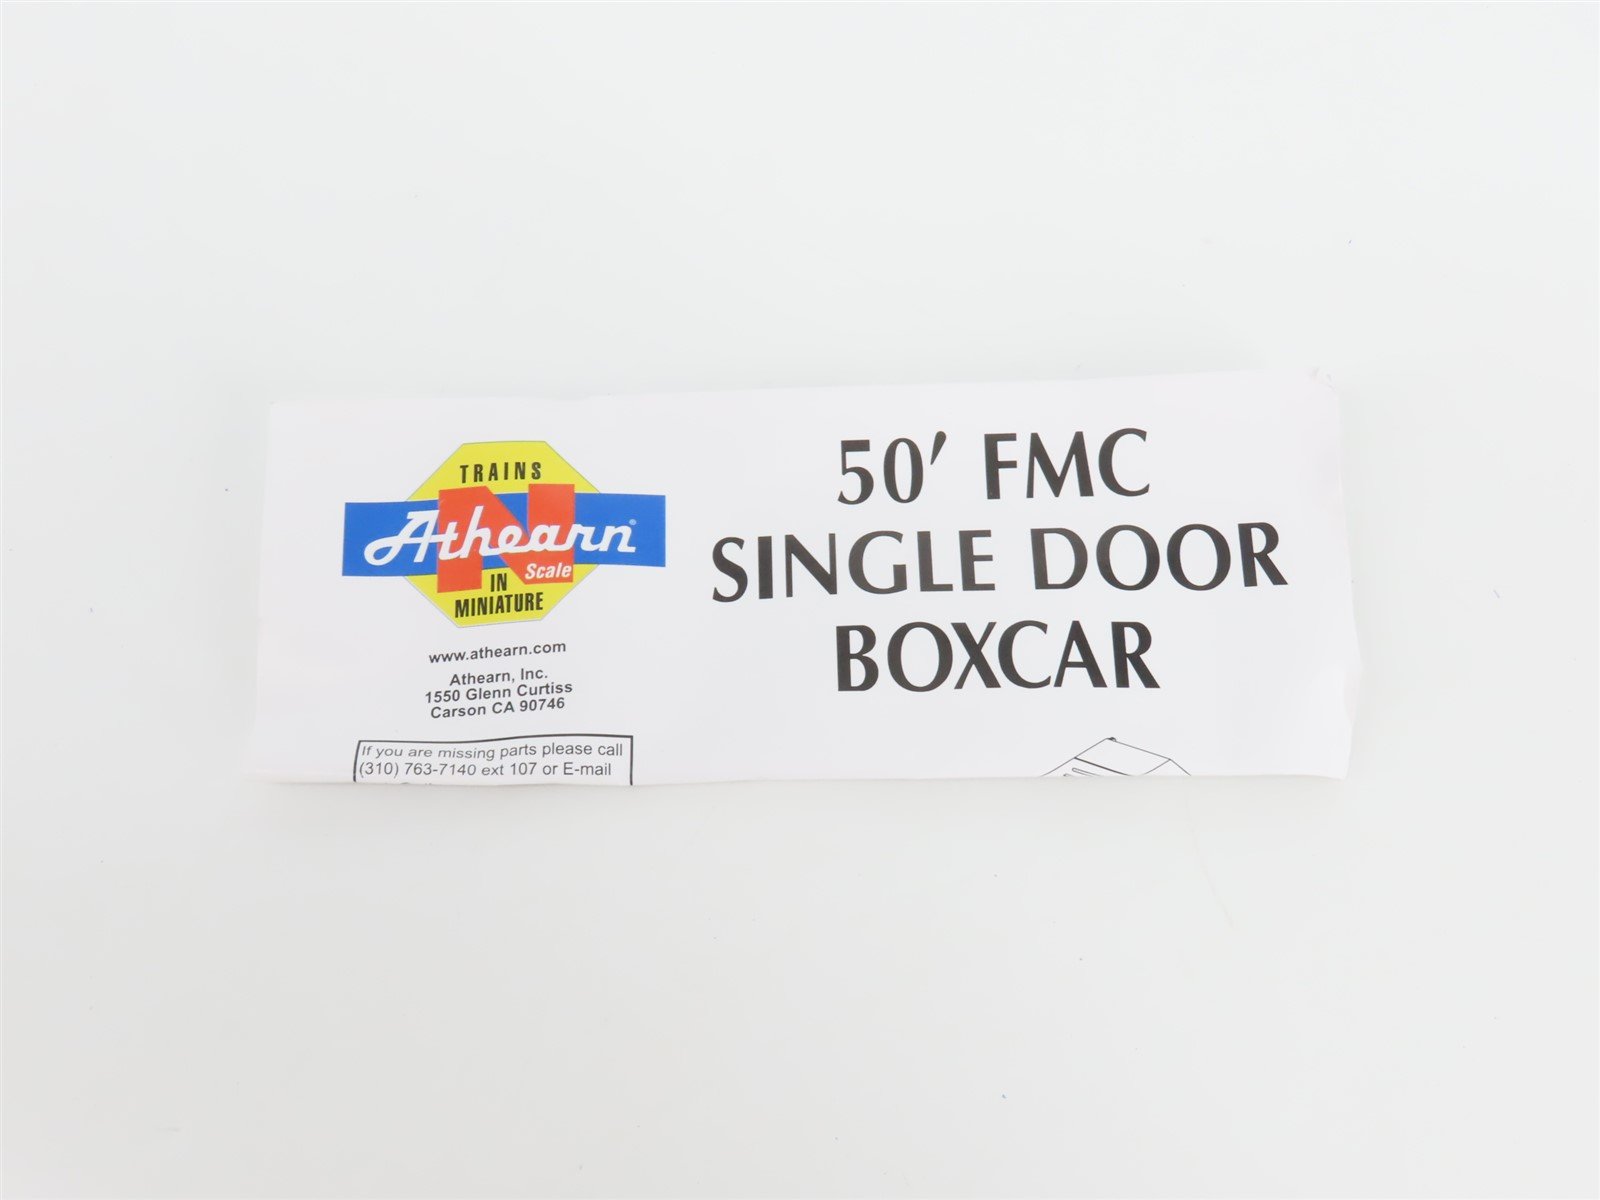 TRAINS
N
Athearn®
Scale
IN
MINIATURE
www.athearn.com
Athearn, Inc.
1550 Glenn Curtiss
Carson CA 90746
If you are missing parts please call
(310) 763-7140 ext 107 or E-mail
50' FMC
SINGLE DOOR
BOXCAR